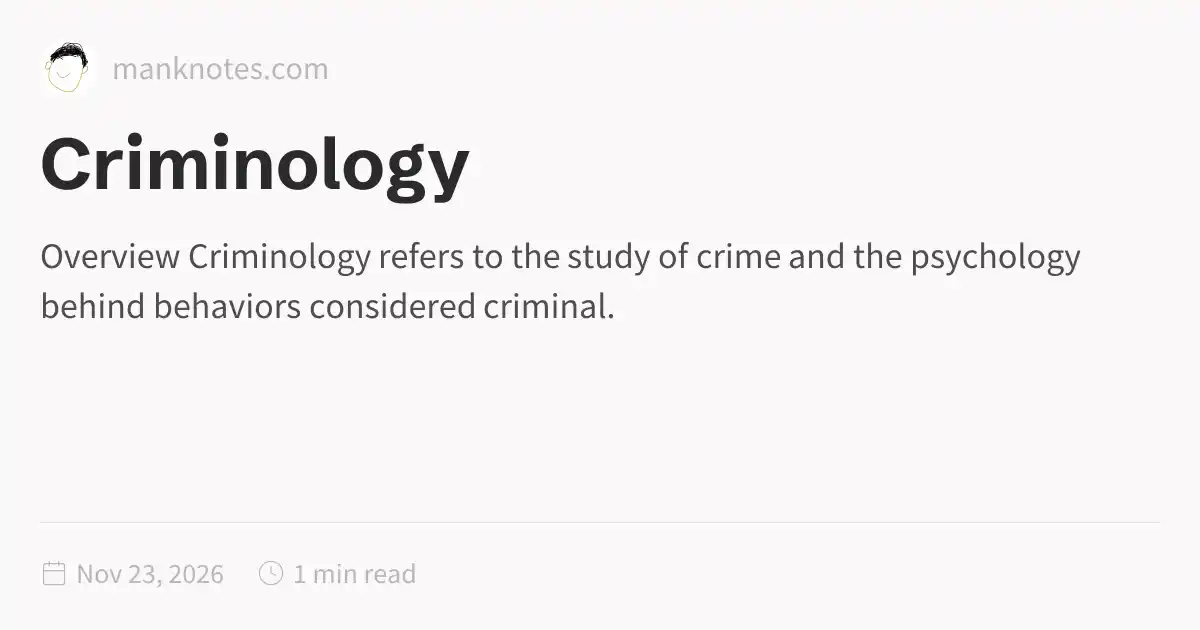 manknotes.com
Criminology
Overview Criminology refers to the study of crime and the psychology
behind behaviors considered criminal.
Nov 23, 2026 1 min read